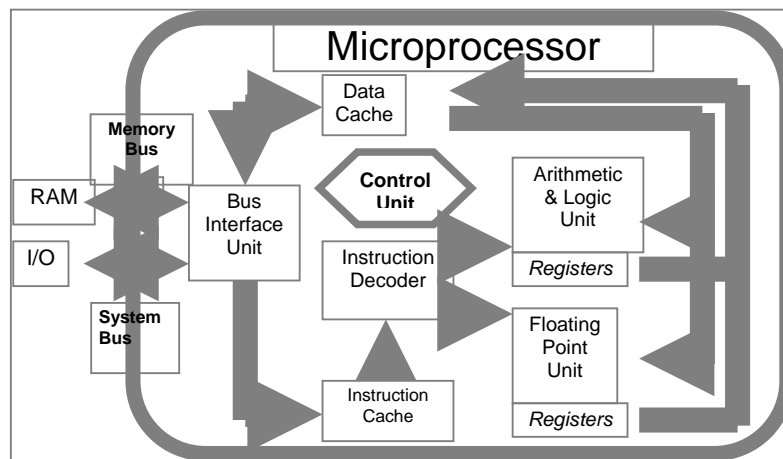 Microprocessor
Data
Cache
Memory
Bus
RAM
Bus
Interface
Unit
Control
Unit
Arithmetic
& Logic
Unit
Registers
I/O
Instruction
Decoder
System
Bus
Floating
Point
Unit
Registers
Instruction
Cache